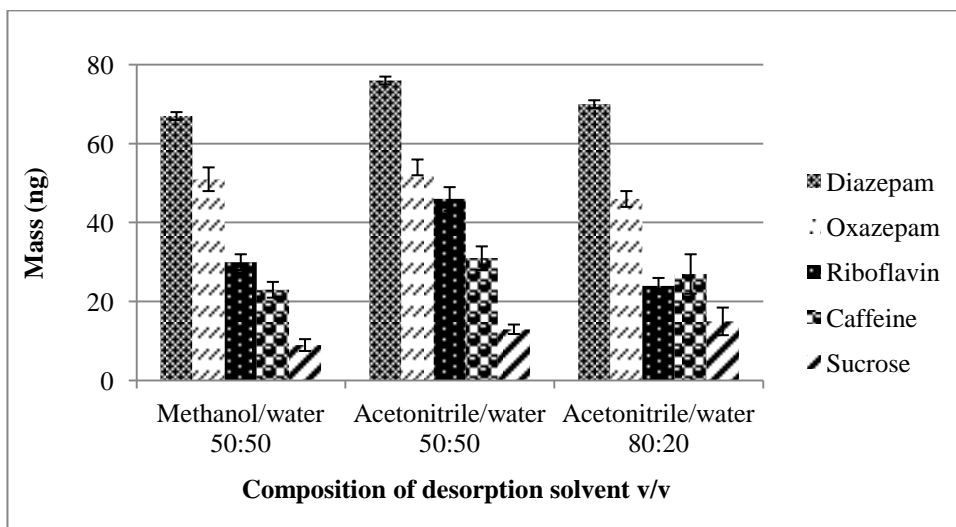 80
60
40
20
0
Mass (ng)
Methanol/water Acetonitrile/water Acetonitrile/water
50:50 50:50 80:20
Composition of desorption solvent v/v
Diazepam
Oxazepam
Riboflavin
Caffeine
Sucrose